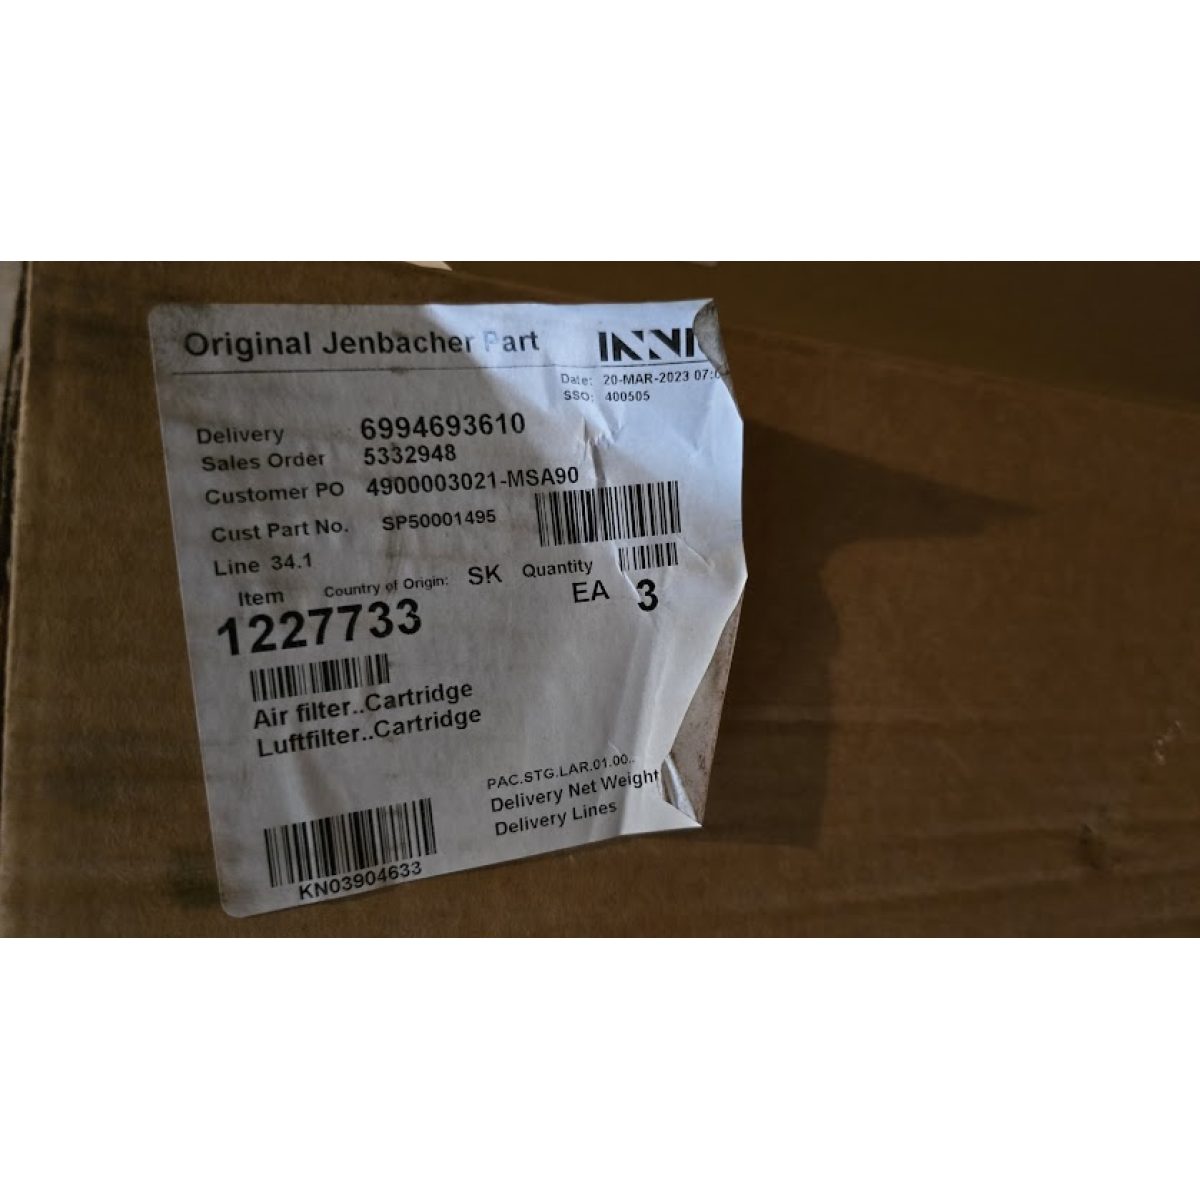 Original Jenbacher Part
Date: 20-MAR-2023 07:
SSO: 400505
Delivery 6994693610
Sales Order 5332948
Customer PO 4900003021-MSA90
Cust Part No. SP50001495
Line 34.1
Item Country of Origin: SK Quantity
1227733 EA 3
Air filter..Cartridge
Luftfilter..Cartridge
PAC.STG.LAR.01.00..
Delivery Net Weight
Delivery Lines
KN03904633